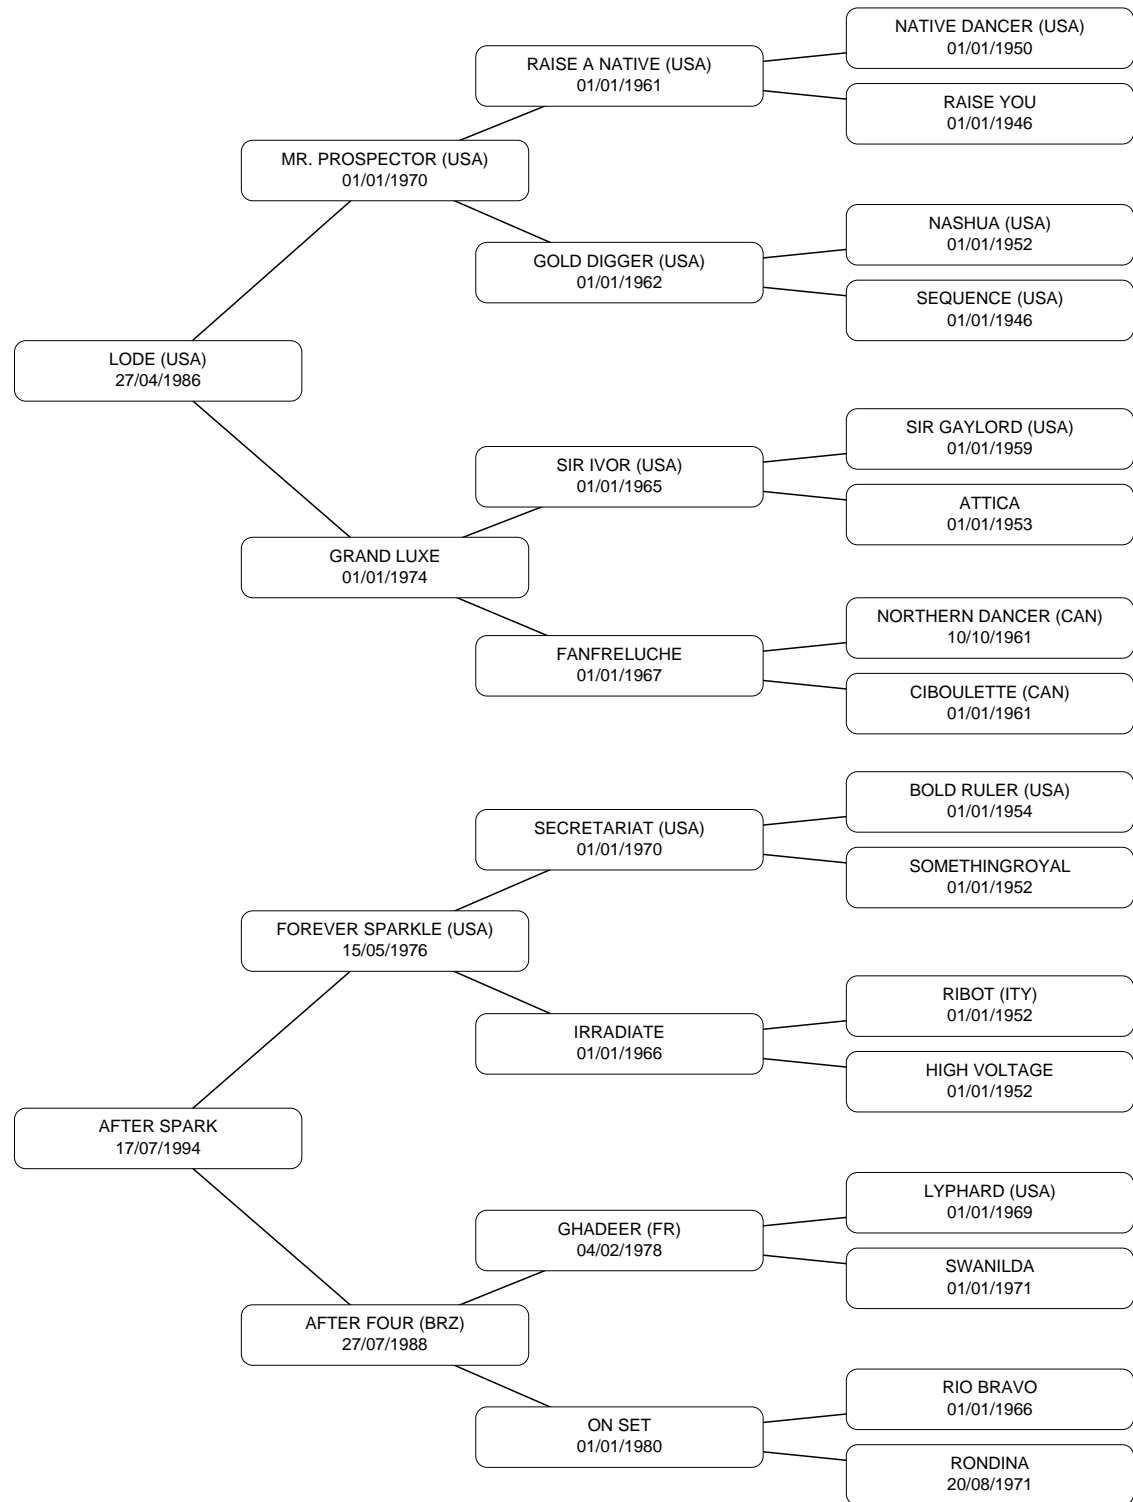 NATIVE DANCER (USA)
01/01/1950
RAISE A NATIVE (USA)
01/01/1961
RAISE YOU
01/01/1946
MR. PROSPECTOR (USA)
01/01/1970
NASHUA (USA)
01/01/1952
GOLD DIGGER (USA)
01/01/1962
SEQUENCE (USA)
01/01/1946
LODE (USA)
27/04/1986
SIR GAYLORD (USA)
01/01/1959
SIR IVOR (USA)
01/01/1965
ATTICA
01/01/1953
GRAND LUXE
01/01/1974
NORTHERN DANCER (CAN)
10/10/1961
FANFRELUCHE
01/01/1967
CIBOULETTE (CAN)
01/01/1961
BOLD RULER (USA)
01/01/1954
SECRETARIAT (USA)
01/01/1970
SOMETHINGROYAL
01/01/1952
FOREVER SPARKLE (USA)
15/05/1976
RIBOT (ITY)
01/01/1952
IRRADIATE
01/01/1966
HIGH VOLTAGE
01/01/1952
AFTER SPARK
17/07/1994
LYPHARD (USA)
01/01/1969
GHADEER (FR)
04/02/1978
SWANILDA
01/01/1971
AFTER FOUR (BRZ)
27/07/1988
RIO BRAVO
01/01/1966
ON SET
01/01/1980
RONDINA
20/08/1971